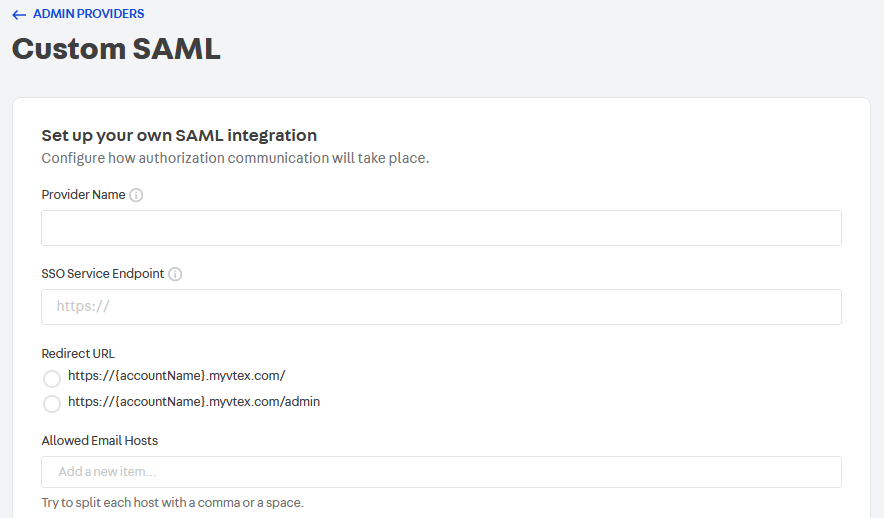 ADMIN PROVIDERS
Custom SAML
Set up your own SAML integration
Configure how authorization communication will take place.
Provider Name
SSO Service Endpoint
https://
Redirect URL
https://{accountName}.myvtex.com/
https://{accountName}.myvtex.com/admin
Allowed Email Hosts
Add a new item...
Try to split each host with a comma or a space.